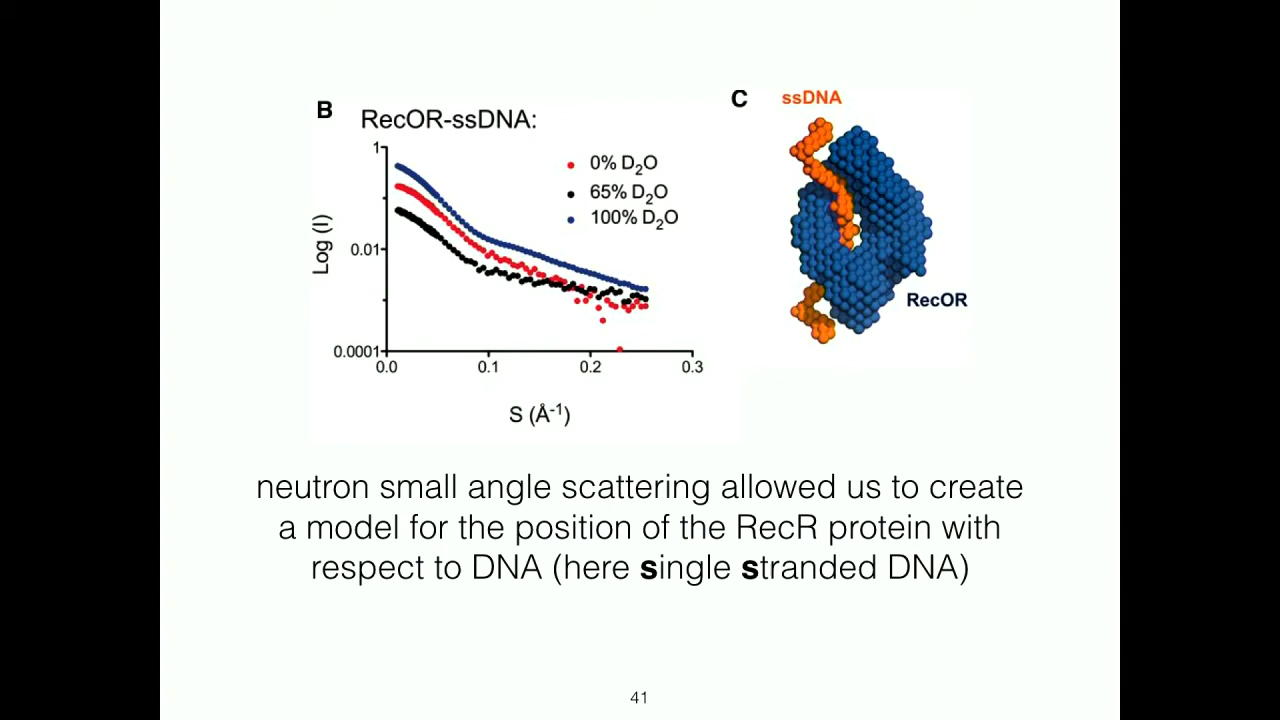 B
RecOR-ssDNA:
1
0.01
0.0001
Log (I)
0% D2O
65% D2O
100% D2O
0.0
0.1
0.2
0.3
S (Å-1)
C
ssDNA
RecOR
neutron small angle scattering allowed us to create
a model for the position of the RecR protein with
respect to DNA (here single stranded DNA)
41